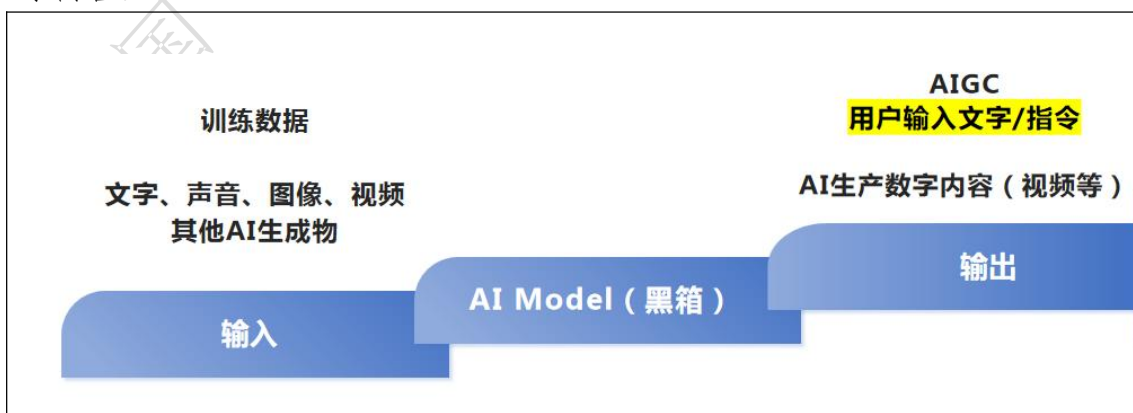 训练数据
文字、声音、图像、视频
其他AI生成物
输入
AI Model（黑箱）
AIGC
用户输入文字/指令
AI生产数字内容（视频等）
输出